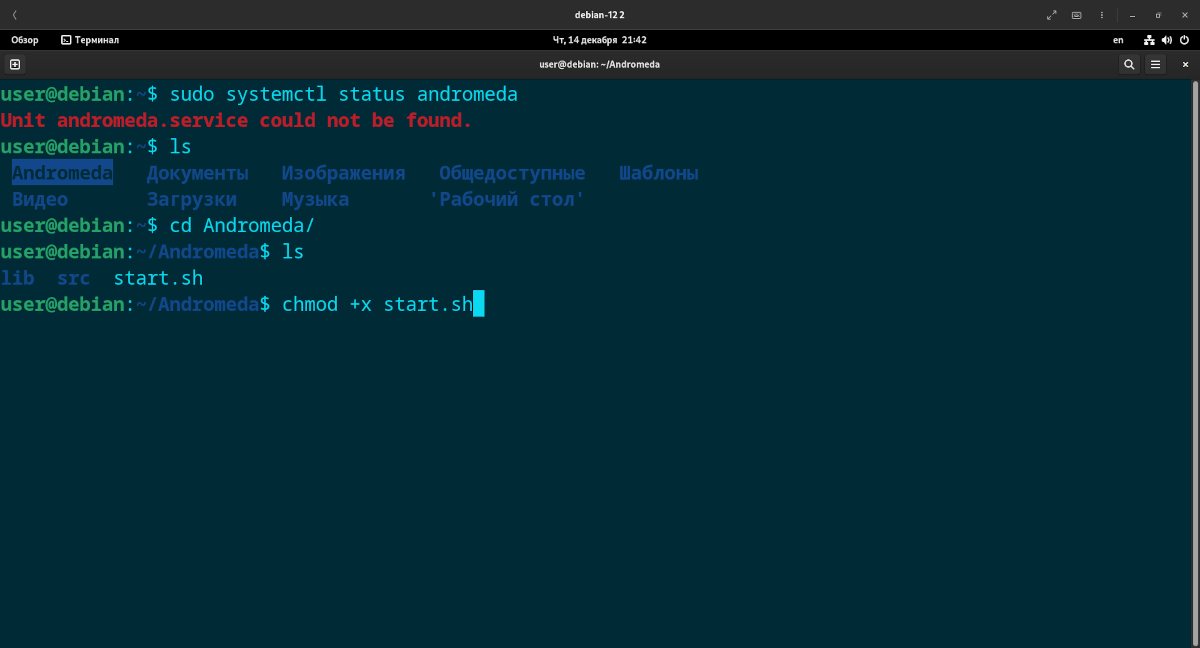 debian-12 2
Обзор Терминал Чт, 14 декабря 21:42 en
user@debian: ~/Andromeda
user@debian:~$ sudo systemctl status andromeda
Unit andromeda.service could not be found.
user@debian:~$ ls
Andromeda Документы Изображения Общедоступные Шаблоны
Видео Загрузки Музыка 'Рабочий стол'
user@debian:~$ cd Andromeda/
user@debian:~/Andromeda$ ls
lib src start.sh
user@debian:~/Andromeda$ chmod +x start.sh